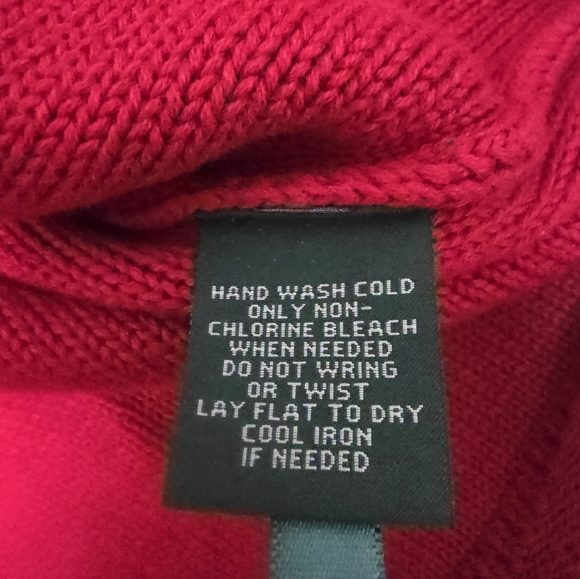 HAND WASH COLD
ONLY NON-
CHLORINE BLEACH
WHEN NEEDED
DO NOT WRING
OR TWIST
LAY FLAT TO DRY
COOL IRON
IF NEEDED